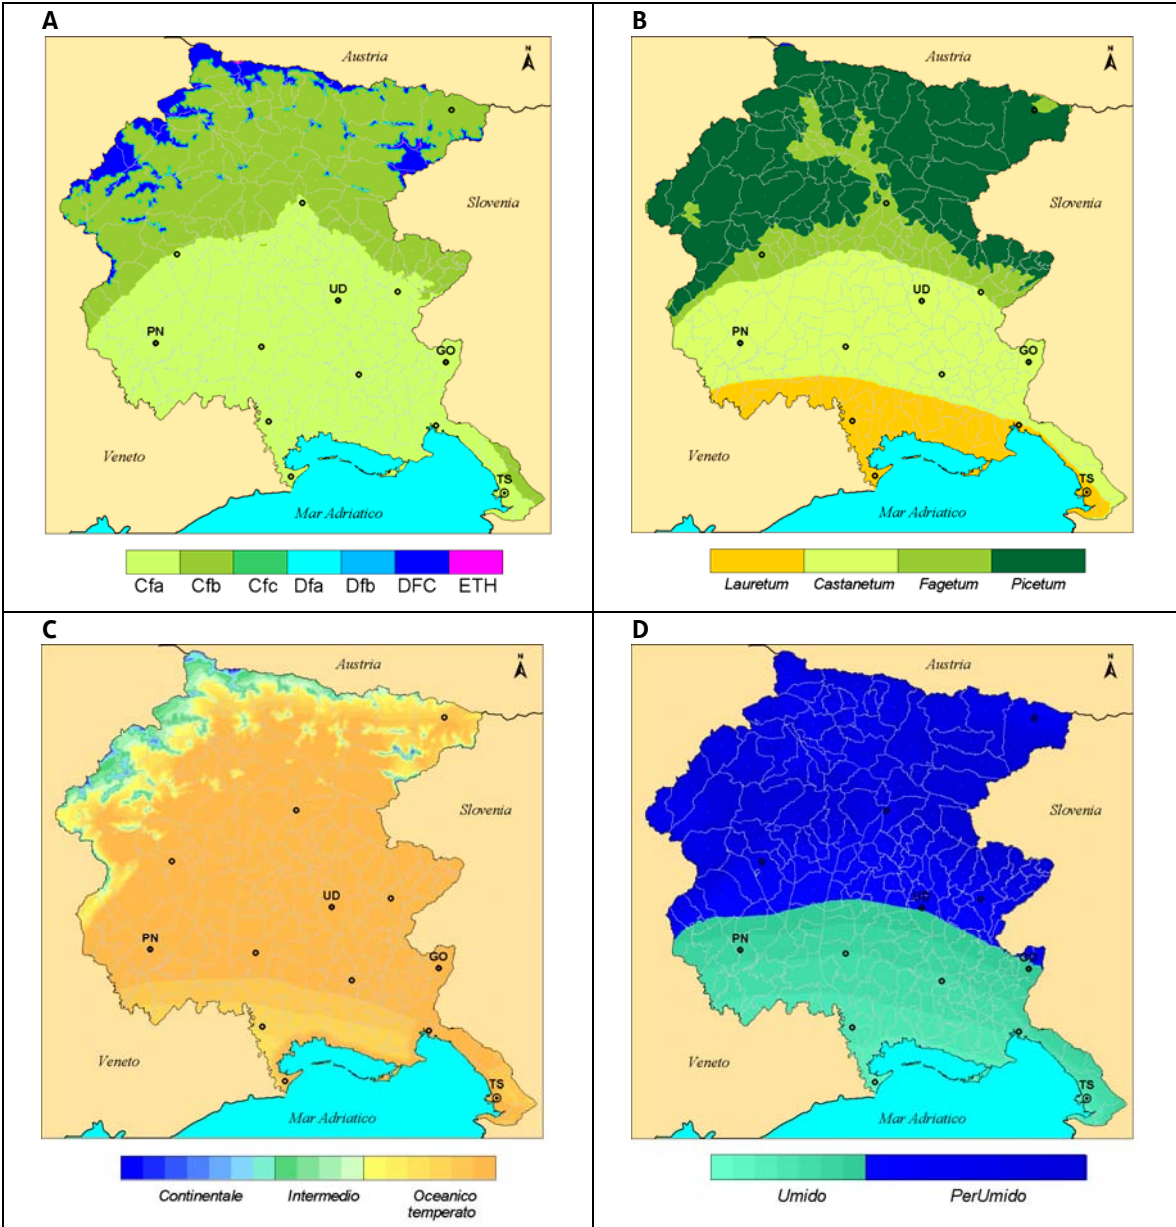 A
N
Austria
Slovenia
UD
PN
GO
Veneto
TS
Mar Adriatico
Cfa Cfb Cfc Dfa Dfb DFC ETH
B
N
Austria
Slovenia
UD
PN
GO
Veneto
TS
Mar Adriatico
Lauretum Castanetum Fagetum Picetum
C
N
Austria
Slovenia
UD
PN
GO
Veneto
TS
Mar Adriatico
Continentale Intermedio Oceanico
temperato
D
N
Austria
Slovenia
UD
PN
GO
Veneto
TS
Mar Adriatico
Umido PerUmido